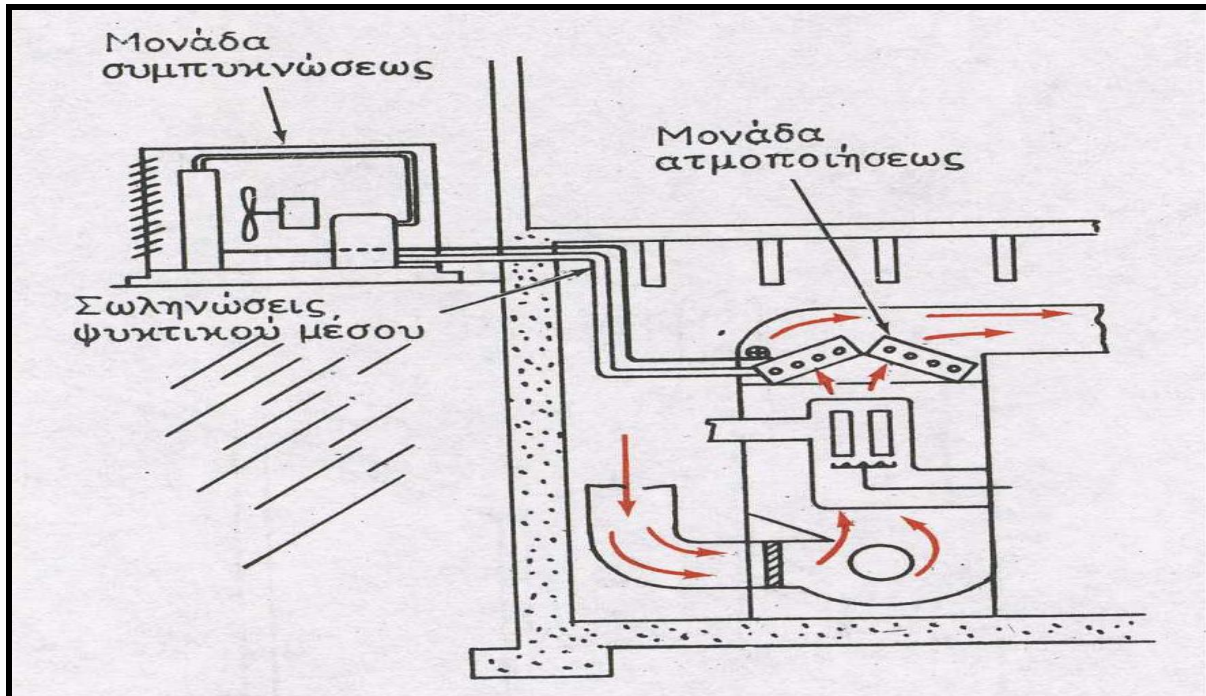 Μονάδα
συμπυκνώσεως
Μονάδα
ατμοποιήσεως
Σωληνώσεις
ψυκτικού μέσου